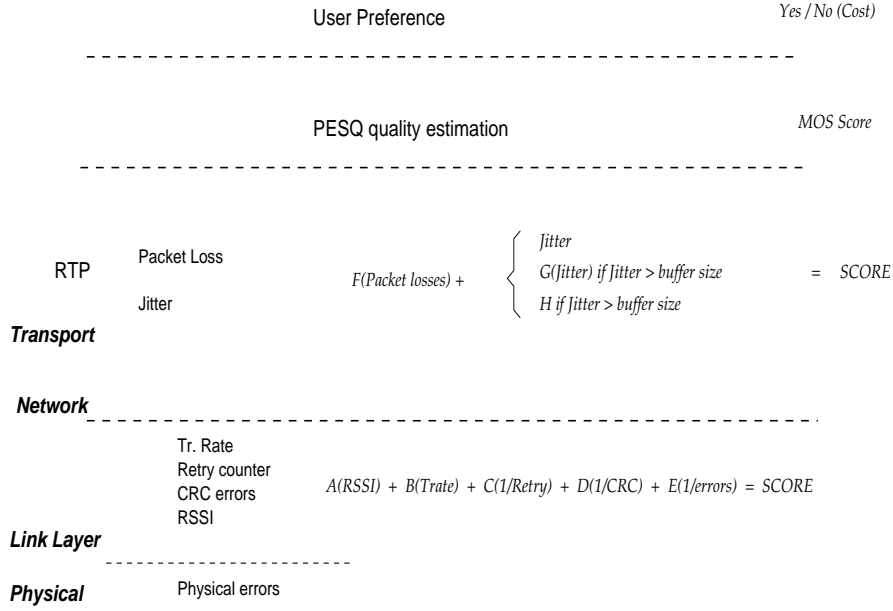 User Preference
Yes / No (Cost)
PESQ quality estimation
MOS Score
RTP
Packet Loss
Jitter
F(Packet losses) +
Jitter
G(Jitter) if Jitter > buffer size
H if Jitter > buffer size
= SCORE
Transport
Network
Tr. Rate
Retry counter
CRC errors
RSSI
A(RSSI) + B(Trate) + C(1/Retry) + D(1/CRC) + E(1/errors) = SCORE
Link Layer
Physical
Physical errors